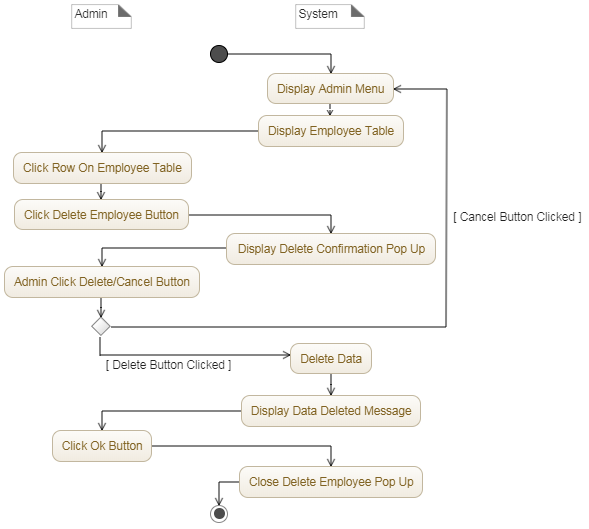 Admin
System
Display Admin Menu
Display Employee Table
Click Row On Employee Table
Click Delete Employee Button
[ Cancel Button Clicked ]
Display Delete Confirmation Pop Up
Admin Click Delete/Cancel Button
Delete Data
[ Delete Button Clicked ]
Display Data Deleted Message
Click Ok Button
Close Delete Employee Pop Up